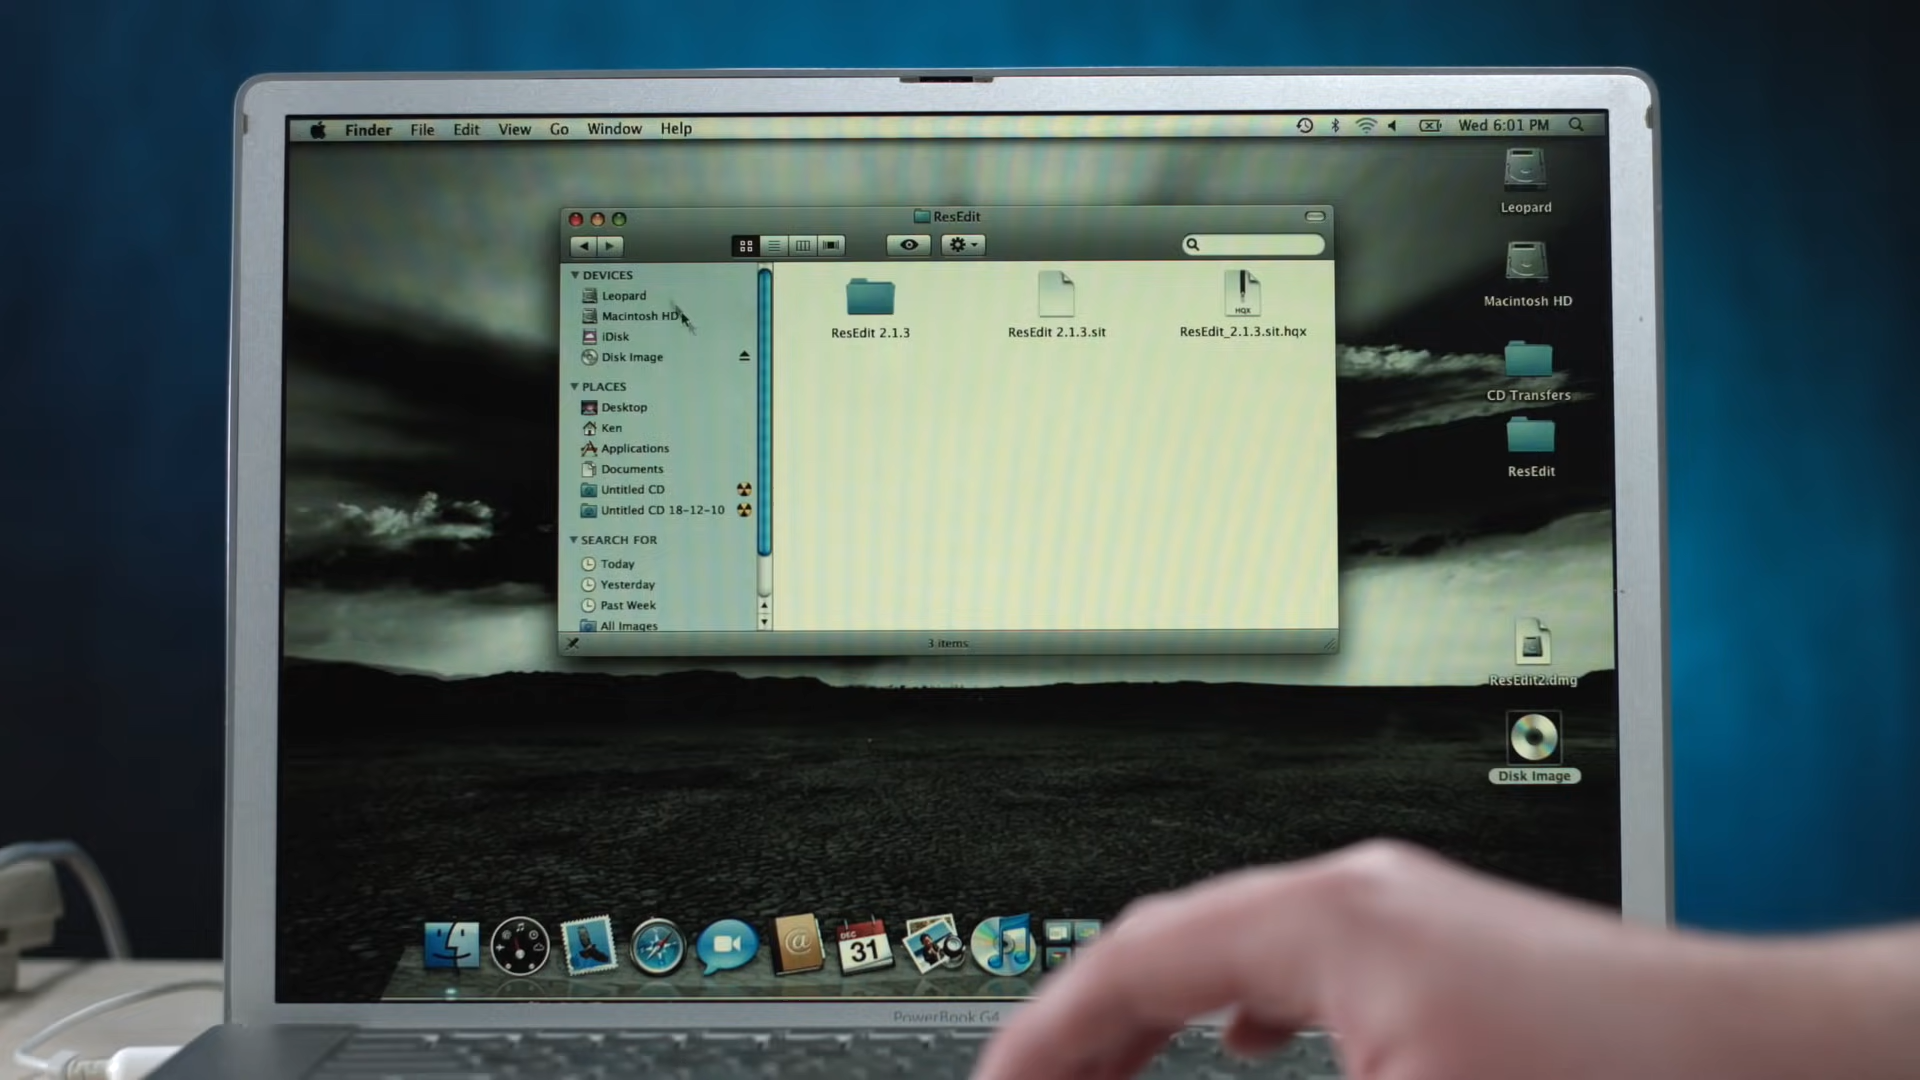 Finder File Edit View Go Window Help
Wed 6:01 PM
ResEdit
DEVICES
Leopard
Macintosh HD
iDisk
Disk Image
PLACES
Desktop
Ken
Applications
Documents
Untitled CD
Untitled CD 18-12-10
SEARCH FOR
Today
Yesterday
Past Week
All Images
ResEdit 2.1.3
ResEdit 2.1.3.sit
HQX
ResEdit_2.1.3.sit.hqx
3 items
Leopard
Macintosh HD
CD Transfers
ResEdit
ResEdit2.dmg
Disk Image
@
DEC
31
PowerBook G4